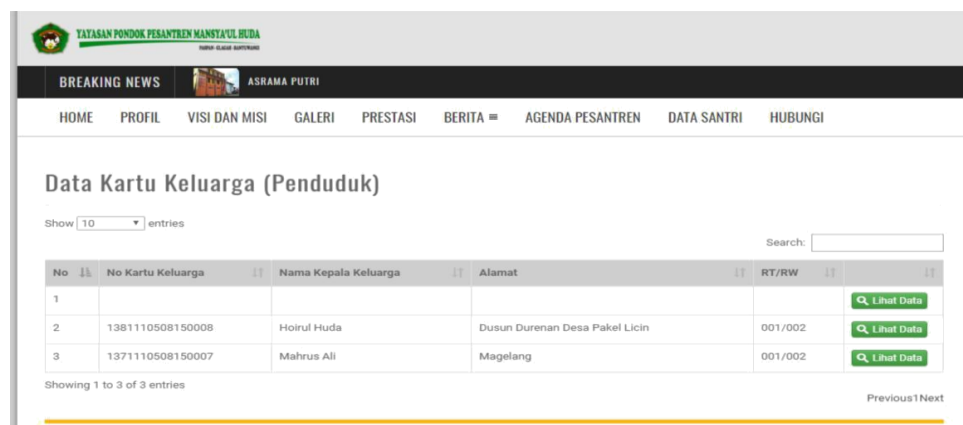 YAYASAN PONDOK PESANTREN MANSYA'UL HUDA
BREAKING NEWS ASRAMA PUTRI
HOME PROFIL VISI DAN MISI GALERI PRESTASI BERITA ≡ AGENDA PESANTREN DATA SANTRI HUBUNGI
Data Kartu Keluarga (Penduduk)
Show 10 entries
Search:
No No Kartu Keluarga Nama Kepala Keluarga Alamat RT/RW
1 Lihat Data
2 1381110508150008 Hoirul Huda Dusun Durenan Desa Pakel Licin 001/002 Lihat Data
3 1371110508150007 Mahrus Ali Magelang 001/002 Lihat Data
Showing 1 to 3 of 3 entries
Previous1Next